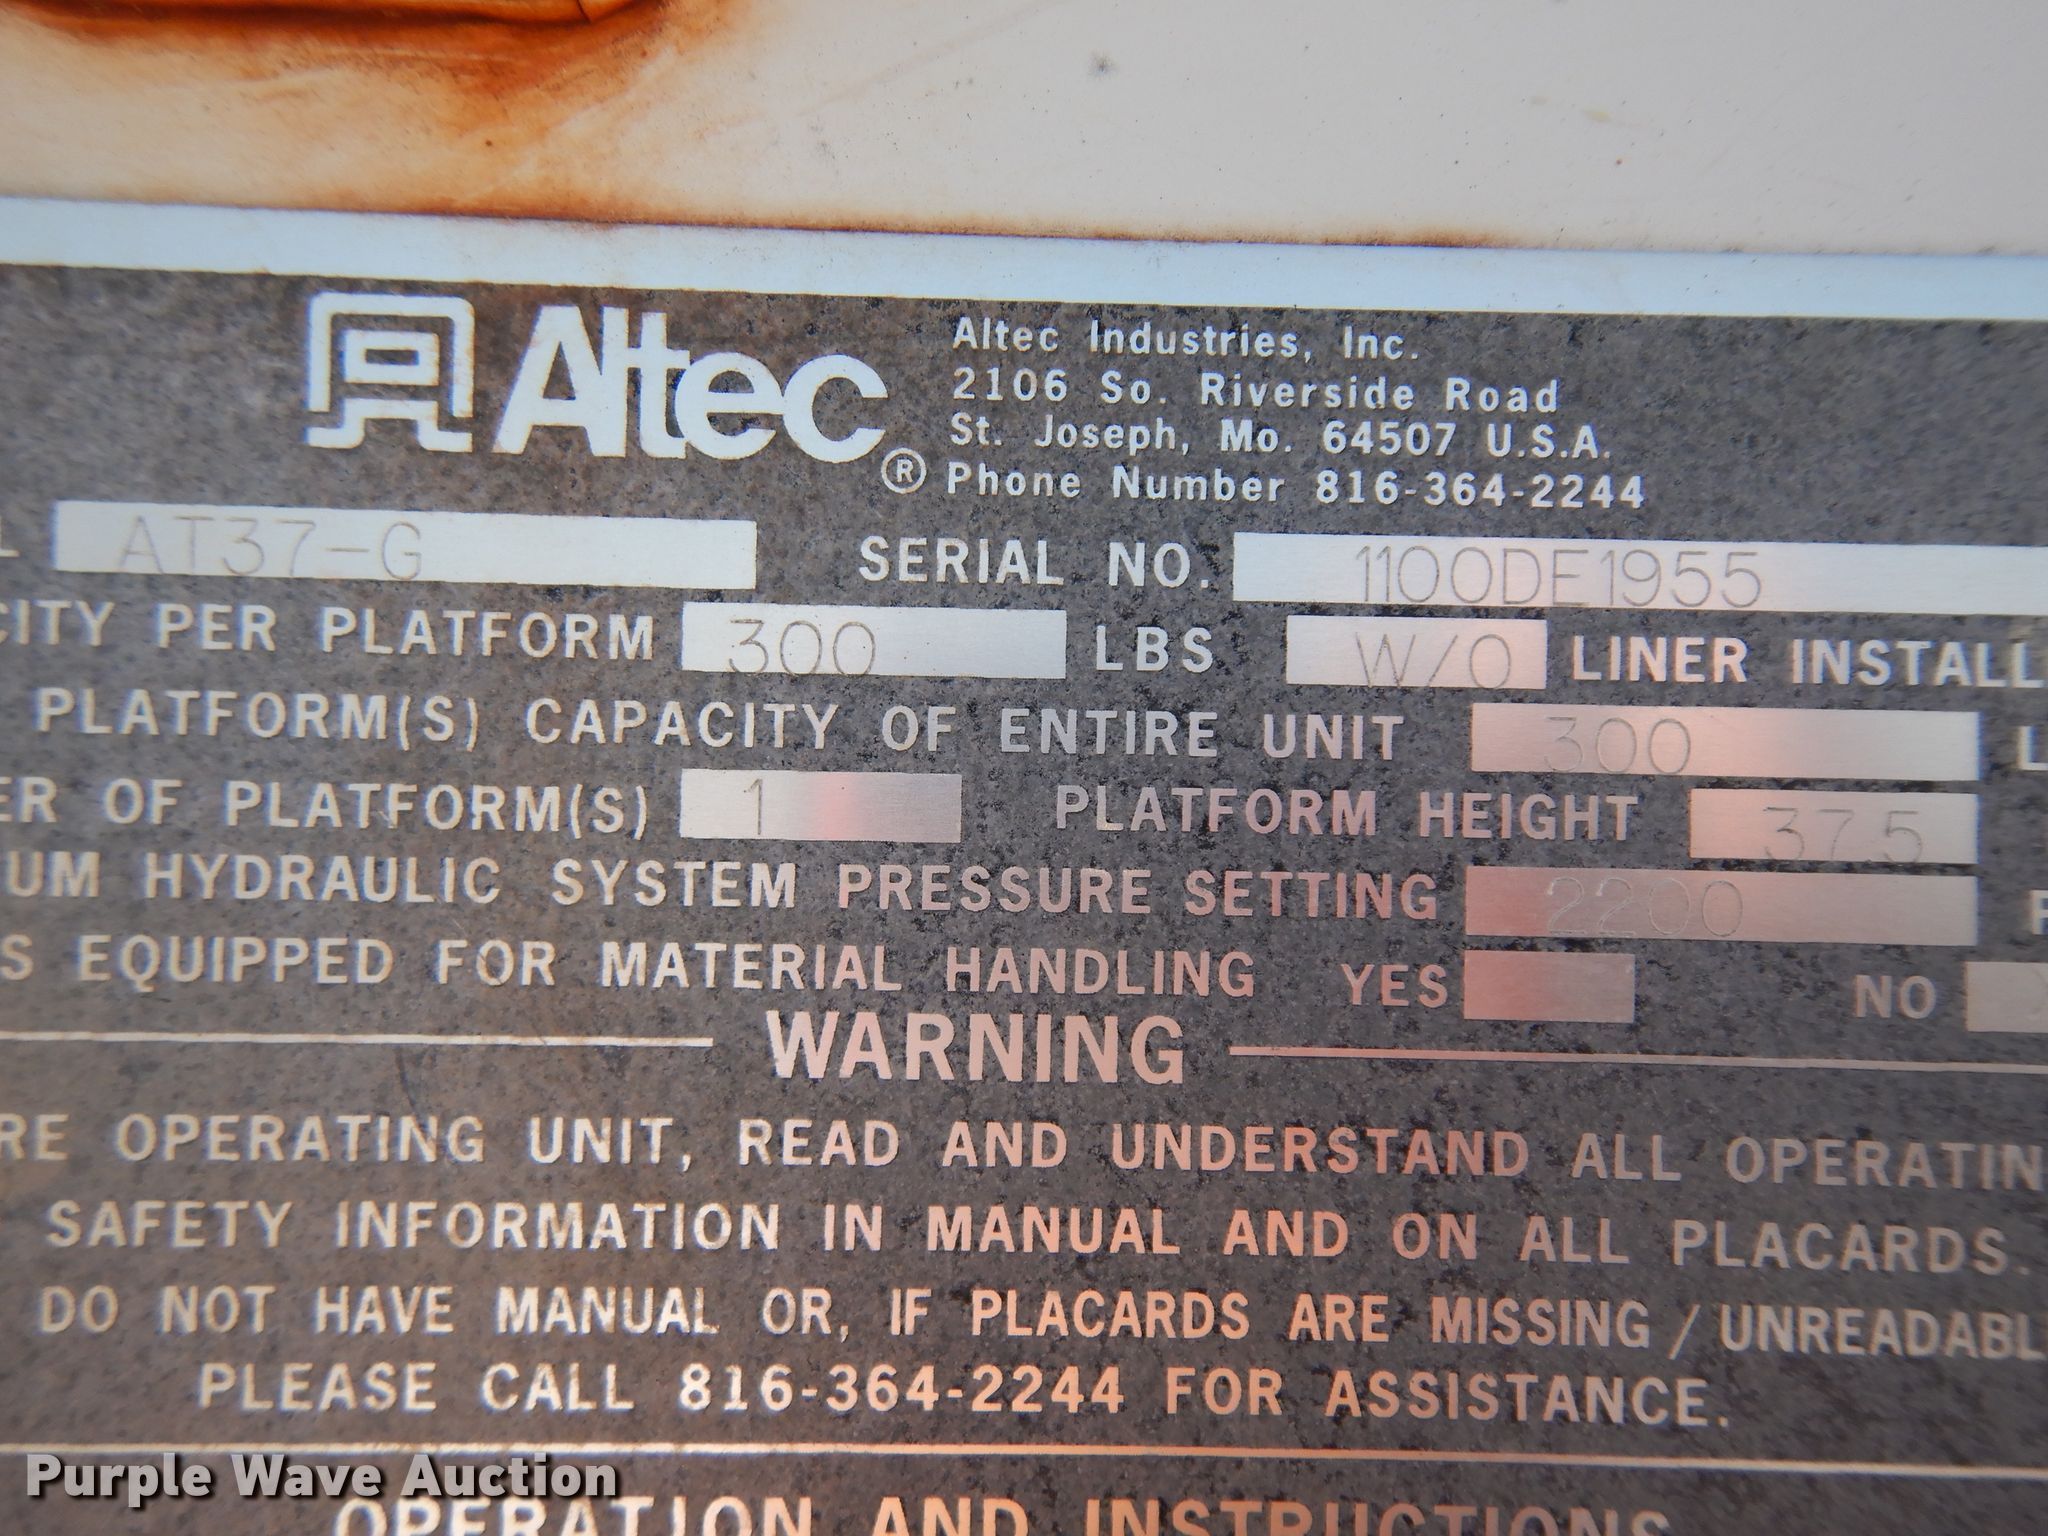 Altec®
Altec Industries, Inc.
2106 So. Riverside Road
St. Joseph, Mo. 64507 U.S.A.
Phone Number 816-364-2244
L AT37-G SERIAL NO. 1100DE1955
CITY PER PLATFORM 300 LBS W/O LINER INSTALL
PLATFORM(S) CAPACITY OF ENTIRE UNIT 300 L
ER OF PLATFORM(S) 1 PLATFORM HEIGHT 37.5
UM HYDRAULIC SYSTEM PRESSURE SETTING 2200 P
S EQUIPPED FOR MATERIAL HANDLING YES NO
WARNING
RE OPERATING UNIT, READ AND UNDERSTAND ALL OPERATIN
SAFETY INFORMATION IN MANUAL AND ON ALL PLACARDS.
DO NOT HAVE MANUAL OR, IF PLACARDS ARE MISSING / UNREADABL
PLEASE CALL 816-364-2244 FOR ASSISTANCE.
OPERATION AND INSTRUCTIONS
Purple Wave Auction